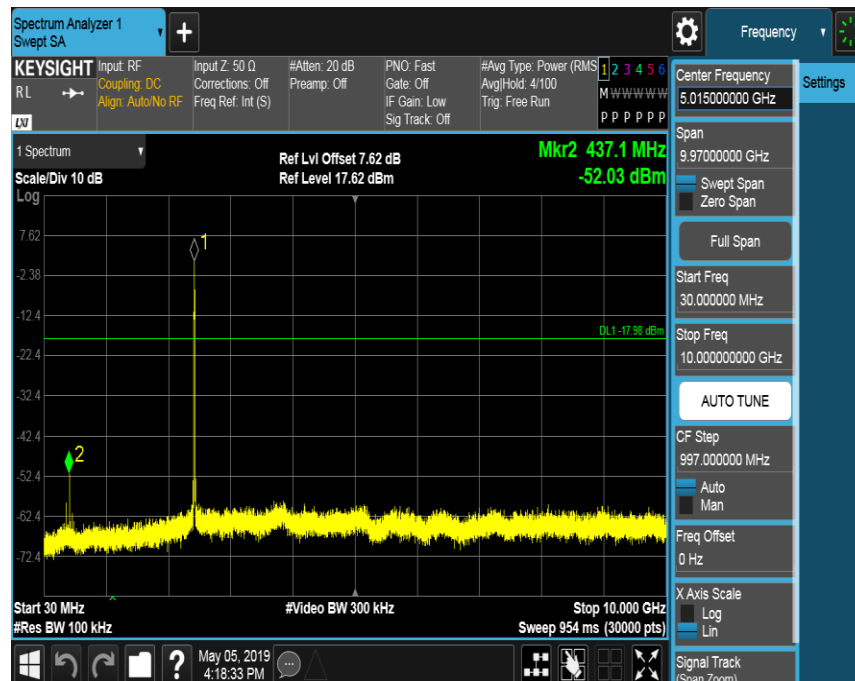 Spectrum Analyzer 1
Swept SA
+
Frequency
KEYSIGHT
RL
LXI
Input: RF
Coupling: DC
Align: Auto/No RF
Input Z: 50 Ω
Corrections: Off
Freq Ref: Int (S)
#Atten: 20 dB
Preamp: Off
PNO: Fast
Gate: Off
IF Gain: Low
Sig Track: Off
#Avg Type: Power (RMS
Avg|Hold: 4/100
Trig: Free Run
1 2 3 4 5 6
M W W W W W
P P P P P P
Center Frequency
5.015000000 GHz
Settings
1 Spectrum
Scale/Div 10 dB
Log
Ref Lvl Offset 7.62 dB
Ref Level 17.62 dBm
Mkr2 437.1 MHz
-52.03 dBm
7.62
-2.38
-12.4
-22.4
-32.4
-42.4
-52.4
-62.4
-72.4
1
2
DL1 -17.98 dBm
Start 30 MHz
#Res BW 100 kHz
#Video BW 300 kHz
Stop 10.000 GHz
Sweep 954 ms (30000 pts)
Span
9.97000000 GHz
Swept Span
Zero Span
Full Span
Start Freq
30.000000 MHz
Stop Freq
10.000000000 GHz
AUTO TUNE
CF Step
997.000000 MHz
Auto
Man
Freq Offset
0 Hz
X Axis Scale
Log
Lin
Signal Track
(Span Zoom)
?
May 05, 2019
4:18:33 PM